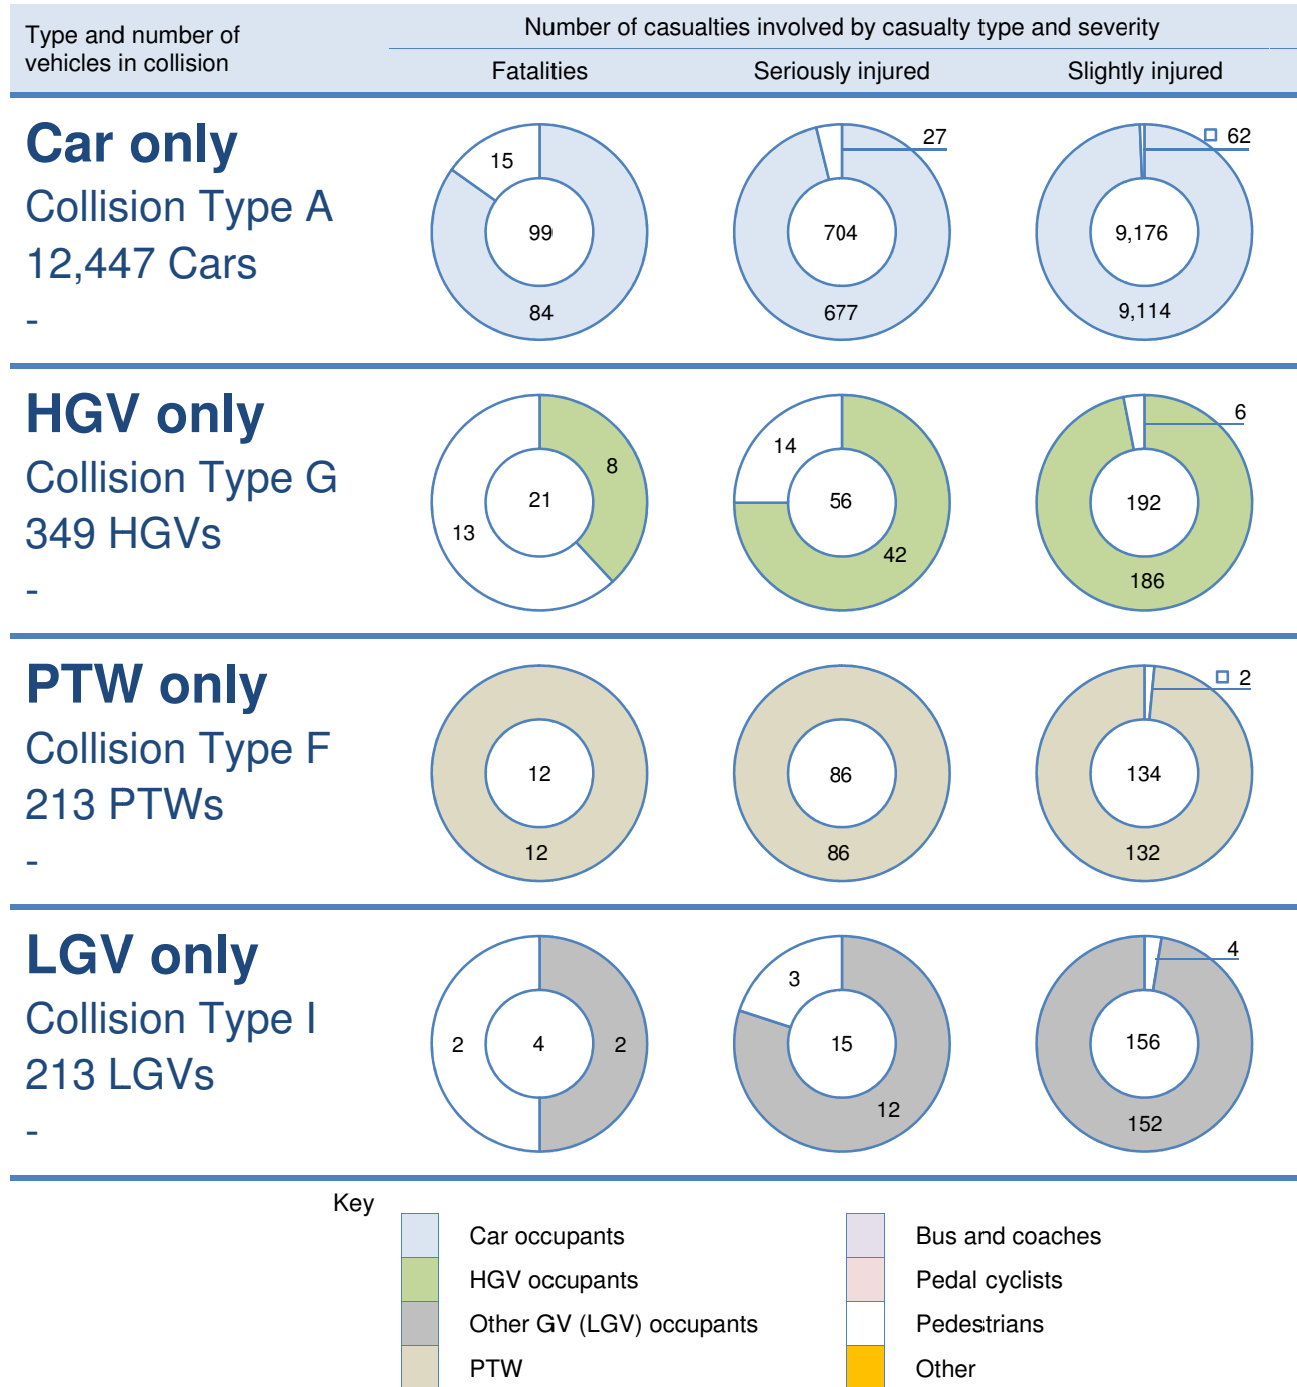 Type and number of
vehicles in collision
Number of casualties involved by casualty type and severity
Fatalities
Seriously injured
Slightly injured
Car only
Collision Type A
12,447 Cars
-
15
99
84
27
704
677
62
9,176
9,114
HGV only
Collision Type G
349 HGVs
-
8
21
13
14
56
42
6
192
186
PTW only
Collision Type F
213 PTWs
-
12
12
86
86
2
134
132
LGV only
Collision Type I
213 LGVs
-
2
4
2
3
15
12
4
156
152
Key
Car occupants
HGV occupants
Other GV (LGV) occupants
PTW
Bus and coaches
Pedal cyclists
Pedestrians
Other